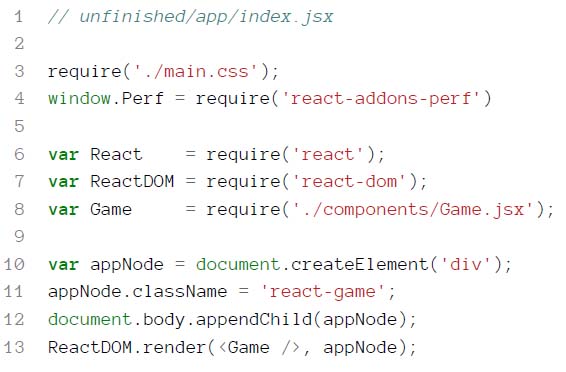 1 // unfinished/app/index.jsx
2
3 require('./main.css');
4 window.Perf = require('react-addons-perf')
5
6 var React    = require('react');
7 var ReactDOM = require('react-dom');
8 var Game     = require('./components/Game.jsx');
9
10 var appNode = document.createElement('div');
11 appNode.className = 'react-game';
12 document.body.appendChild(appNode);
13 ReactDOM.render(<Game />, appNode);